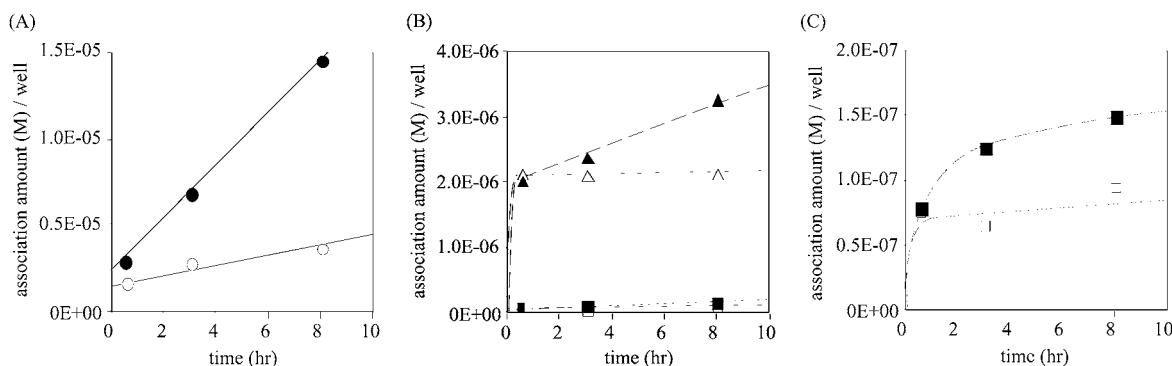 (A)
association amount (M) / well
1.5E-05
1.0E-05
0.5E-05
0E+00
0 2 4 6 8 10
time (hr)
(B)
association amount (M) / well
4.0E-06
3.0E-06
2.0E-06
1.0E-06
0E+00
0 2 4 6 8 10
time (hr)
(C)
association amount (M) / well
2.0E-07
1.5E-07
1.0E-07
0.5E-07
0E+00
0 2 4 6 8 10
time (hr)